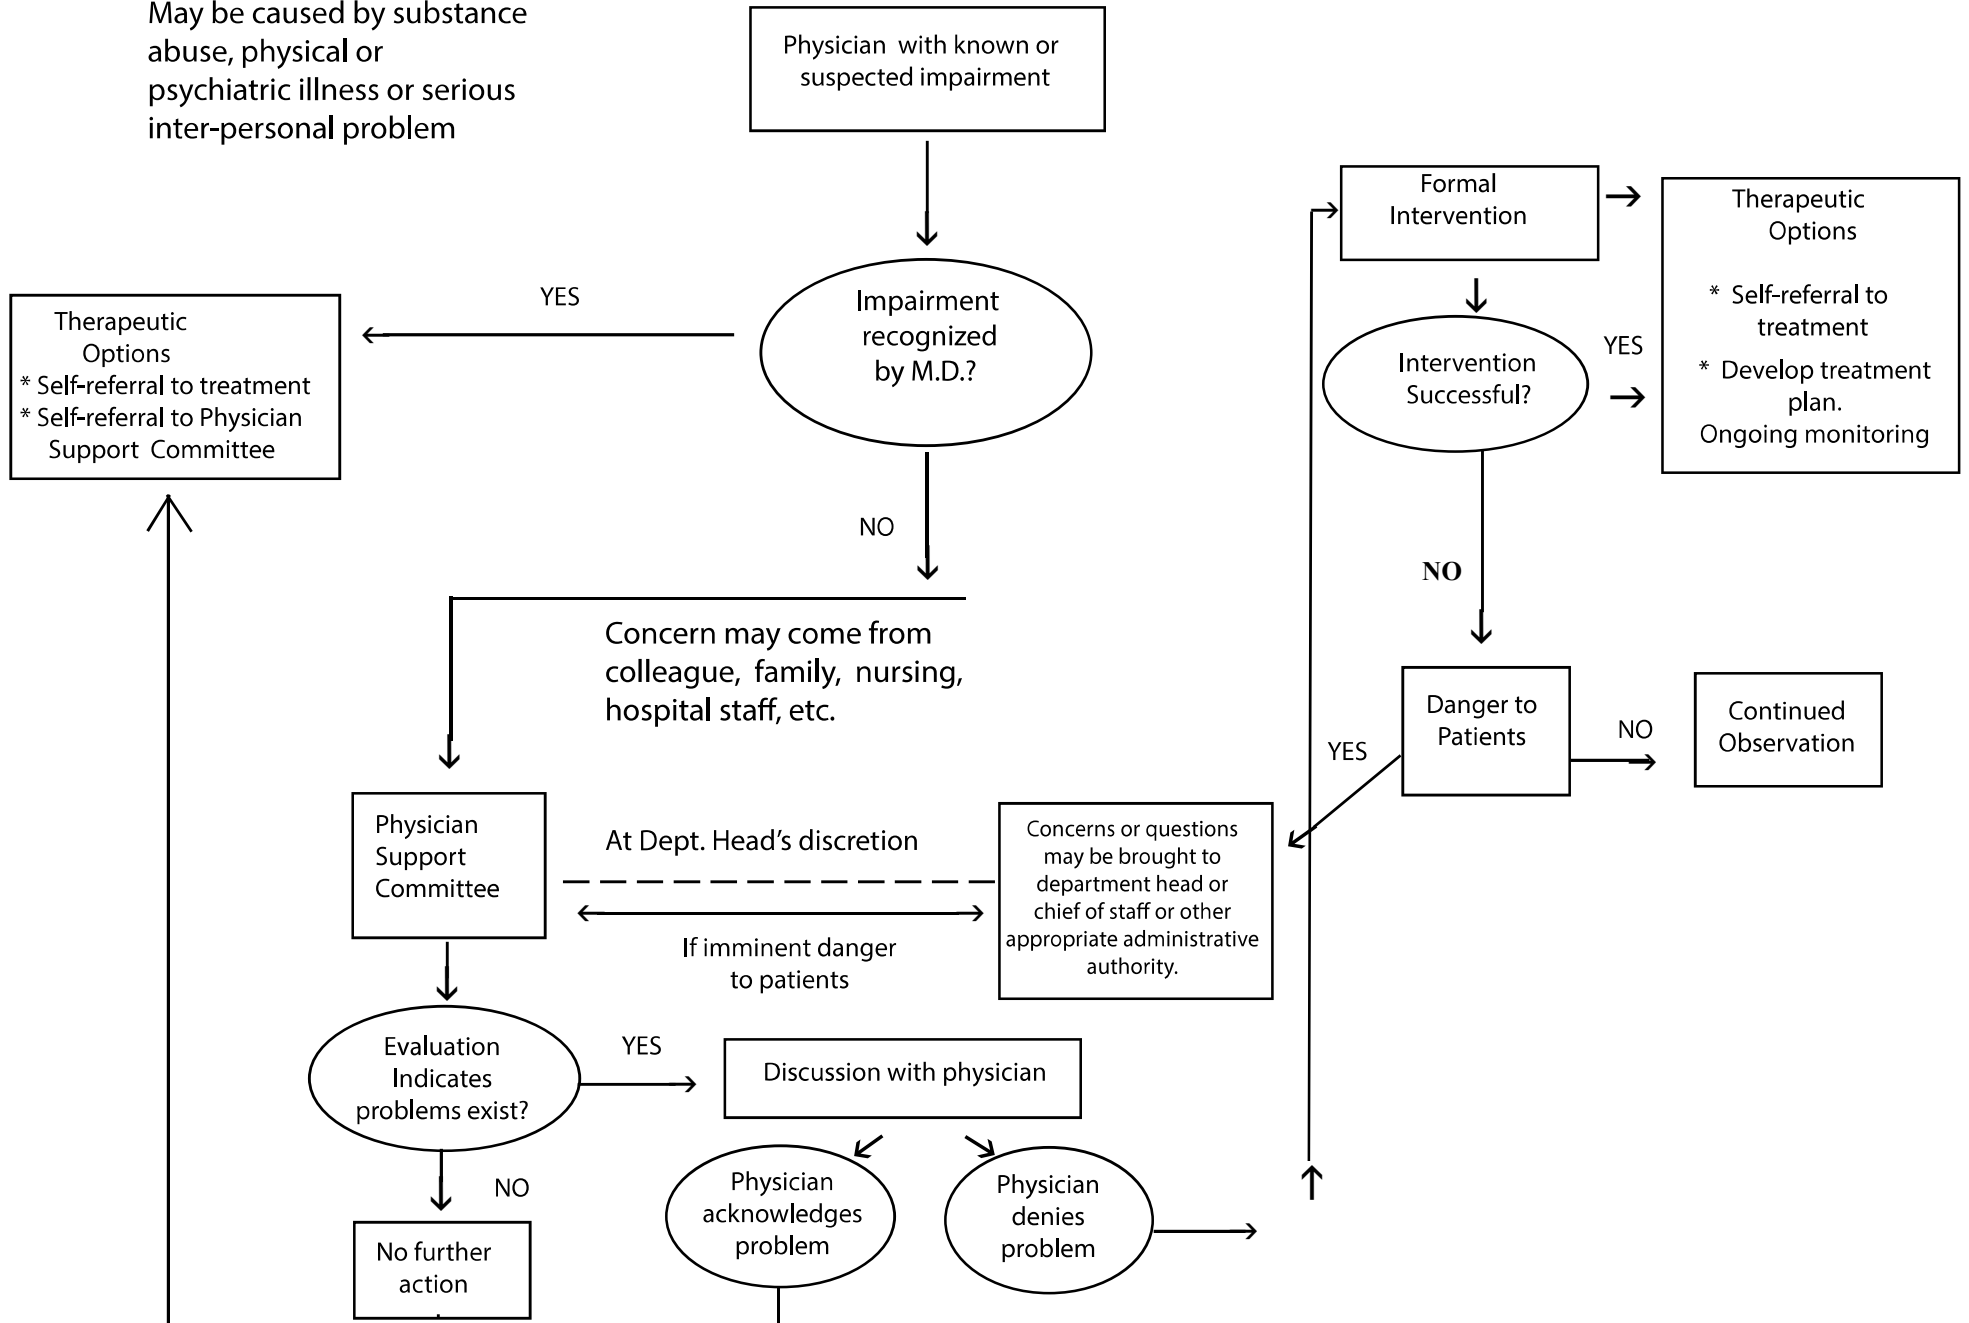 May be caused by substance
abuse, physical or
psychiatric illness or serious
inter-personal problem
Physician with known or
suspected impairment
Impairment
recognized
by M.D.?
YES
Therapeutic
Options
* Self-referral to treatment
* Self-referral to Physician
Support Committee
NO
Concern may come from
colleague, family, nursing,
hospital staff, etc.
Physician
Support
Committee
At Dept. Head's discretion
If imminent danger
to patients
Concerns or questions
may be brought to
department head or
chief of staff or other
appropriate administrative
authority.
Evaluation
Indicates
problems exist?
YES
Discussion with physician
NO
No further
action
Physician
acknowledges
problem
Physician
denies
problem
Formal
Intervention
Therapeutic
Options
* Self-referral to
treatment
* Develop treatment
plan.
Ongoing monitoring
Intervention
Successful?
YES
NO
Danger to
Patients
YES
NO
Continued
Observation